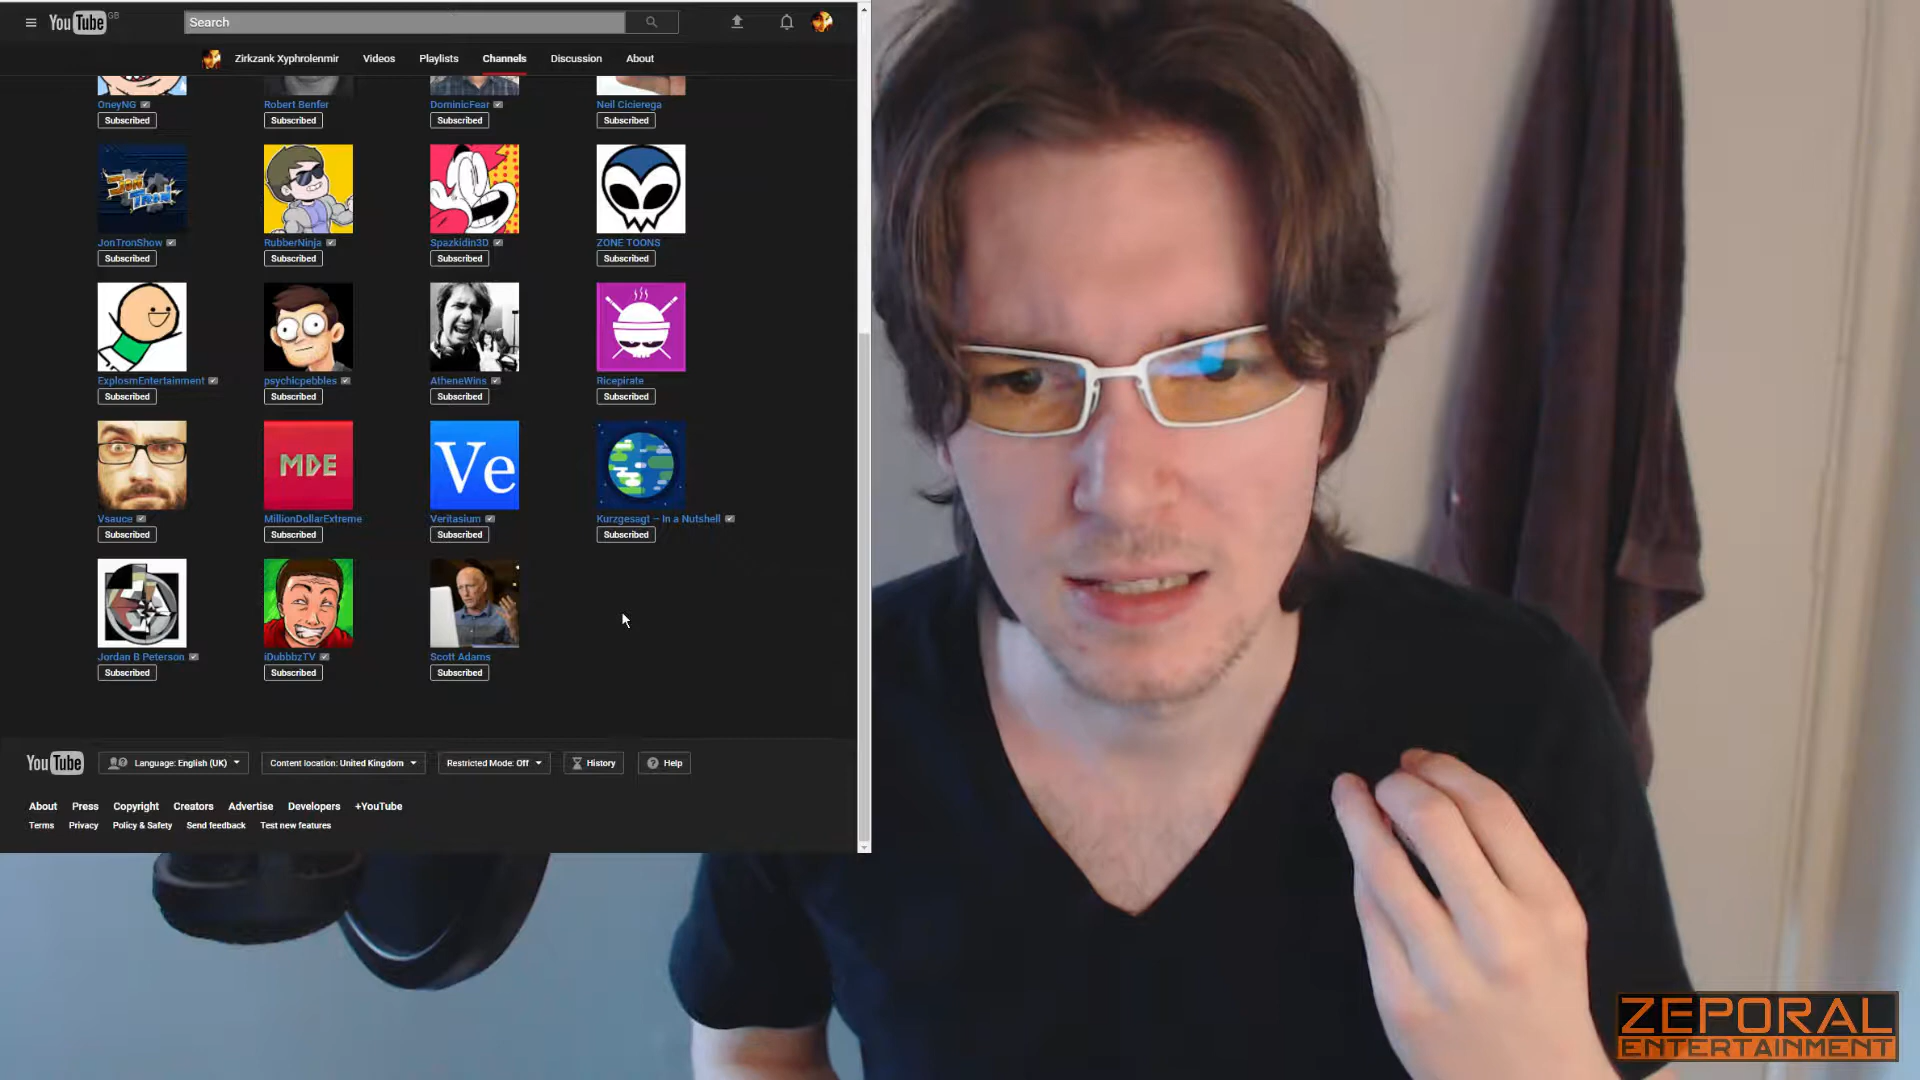 YouTube GB
Search
Zirkzank Xyphrolenmir Videos Playlists Channels Discussion About
OneyNG Robert Benfer DominicFear Neil Cicierega
Subscribed Subscribed Subscribed Subscribed
JonTron
JonTronShow RubberNinja Spazkidin3D ZONE TOONS
Subscribed Subscribed Subscribed Subscribed
ExplosmEntertainment psychicpebbles AtheneWins Ricepirate
Subscribed Subscribed Subscribed Subscribed
MDE Ve
Vsauce MillionDollarExtreme Veritasium Kurzgesagt – In a Nutshell
Subscribed Subscribed Subscribed Subscribed
Jordan B Peterson iDubbbzTV Scott Adams
Subscribed Subscribed Subscribed
YouTube Language: English (UK) Content location: United Kingdom Restricted Mode: Off History Help
About Press Copyright Creators Advertise Developers +YouTube
Terms Privacy Policy & Safety Send feedback Test new features
ZEPORAL
ENTERTAINMENT